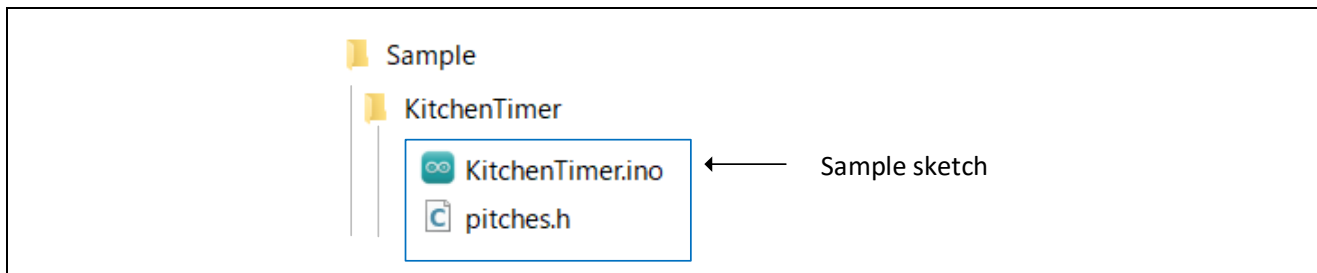 Sample
KitchenTimer
KitchenTimer.ino
Sample sketch
pitches.h